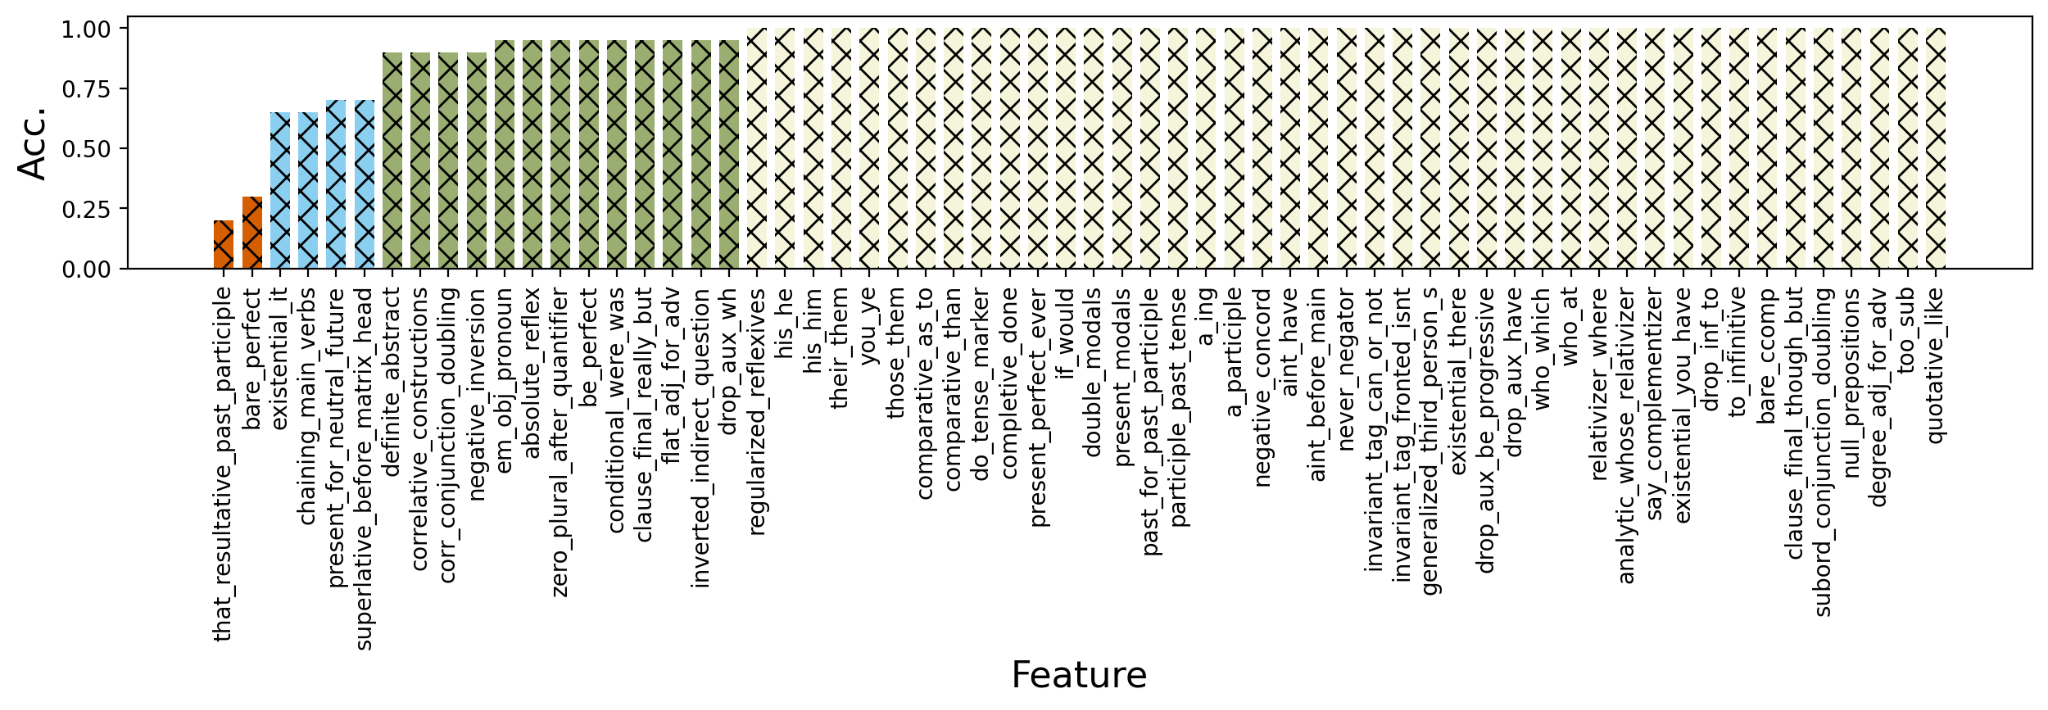 Acc.
1.00
0.75
0.50
0.25
0.00
that_resultative_past_participle
bare_perfect
existential_it
chaining_main_verbs
present_for_neutral_future
superlative_before_matrix_head
definite_abstract
correlative_constructions
corr_conjunction_doubling
negative_inversion
em_obj_pronoun
absolute_reflex
zero_plural_after_quantifier
be_perfect
conditional_were_was
clause_final_really_but
flat_adj_for_adv
inverted_indirect_question
drop_aux_wh
regularized_reflexives
his_he
his_him
their_them
you_ye
those_them
comparative_as_to
comparative_than
do_tense_marker
completive_done
present_perfect_ever
if_would
double_modals
present_modals
past_for_past_participle
participle_past_tense
a_ing
a_participle
negative_concord
aint_have
aint_before_main
never_negator
invariant_tag_can_or_not
invariant_tag_fronted_isnt
generalized_third_person_s
existential_there
drop_aux_be_progressive
drop_aux_have
who_which
who_at
relativizer_where
analytic_whose_relativizer
say_complementizer
existential_you_have
drop_inf_to
to_infinitive
bare_ccomp
clause_final_though_but
subord_conjunction_doubling
null_prepositions
degree_adj_for_adv
too_sub
quotative_like
Feature